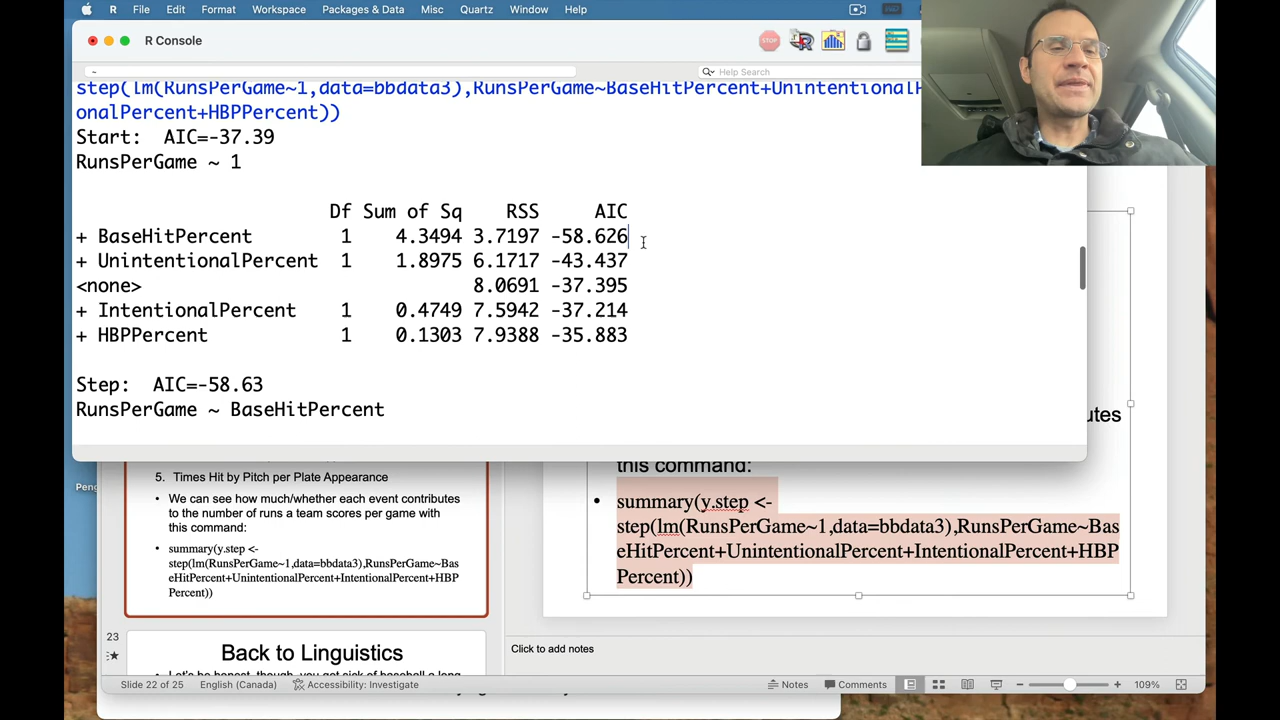 R File Edit Format Workspace Packages & Data Misc Quartz Window Help
R Console
STOP
~
Help Search
step(lm(RunsPerGame~1,data=bbdata3),RunsPerGame~BaseHitPercent+Unintentional
onalPercent+HBPPercent))
Start: AIC=-37.39
RunsPerGame ~ 1
Df Sum of Sq RSS AIC
+ BaseHitPercent 1 4.3494 3.7197 -58.626
+ UnintentionalPercent 1 1.8975 6.1717 -43.437
<none> 8.0691 -37.395
+ IntentionalPercent 1 0.4749 7.5942 -37.214
+ HBPPercent 1 0.1303 7.9388 -35.883
Step: AIC=-58.63
RunsPerGame ~ BaseHitPercent
Peng
5. Times Hit by Pitch per Plate Appearance
• We can see how much/whether each event contributes
to the number of runs a team scores per game with
this command:
• summary(y.step <-
step(lm(RunsPerGame~1,data=bbdata3),RunsPerGame~Bas
eHitPercent+UnintentionalPercent+IntentionalPercent+HBP
Percent))
23
Back to Linguistics
utes
this command:
• summary(y.step <-
step(lm(RunsPerGame~1,data=bbdata3),RunsPerGame~Bas
eHitPercent+UnintentionalPercent+IntentionalPercent+HBP
Percent))
Click to add notes
Slide 22 of 25 English (Canada) Accessibility: Investigate Notes Comments 109%